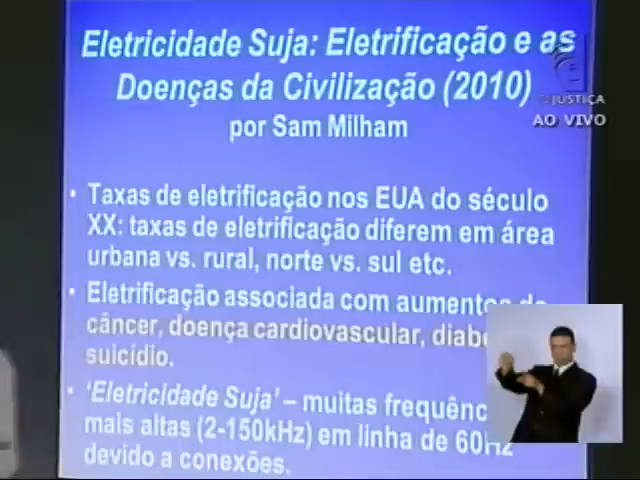 Eletricidade Suja: Eletrificação e as
Doenças da Civilização (2010)
por Sam Milham
JUSTIÇA
AO VIVO
• Taxas de eletrificação nos EUA do século
XX: taxas de eletrificação diferem em área
urbana vs. rural, norte vs. sul etc.
• Eletrificação associada com aumentos de
câncer, doença cardiovascular,
suicídio.
• 'Eletricidade Suja' – muitas
mais altas (2-150kHz) em linha de 60Hz
devido a conexões.